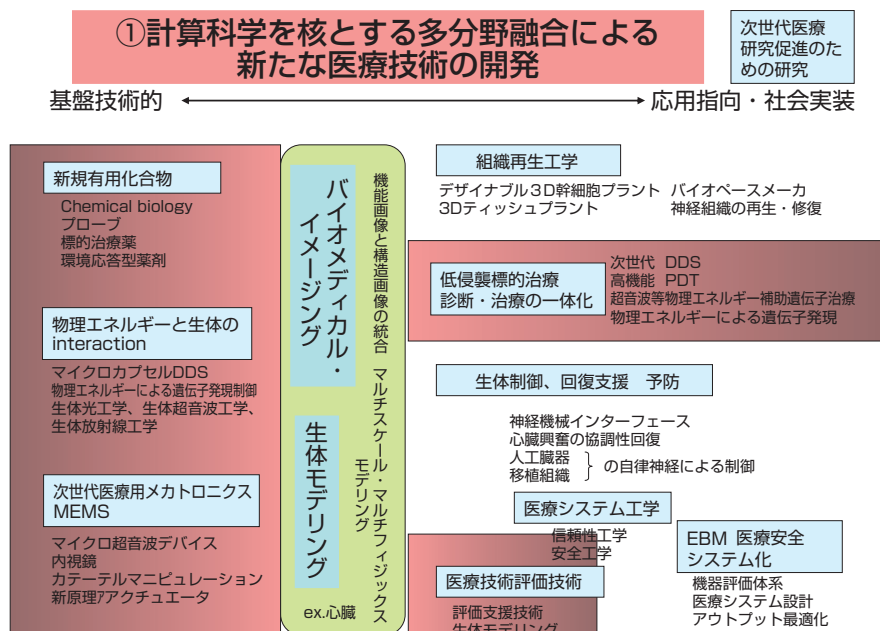 ①計算科学を核とする多分野融合による
新たな医療技術の開発
次世代医療
研究促進のた
めの研究
基盤技術的
応用指向・社会実装
新規有用化合物
Chemical biology
プローブ
標的治療薬
環境応答型薬剤
物理エネルギーと生体の
interaction
マイクロカプセルDDS
物理エネルギーによる遺伝子発現制御
生体光工学、生体超音波工学、
生体放射線工学
次世代医療用メカトロニクス
MEMS
マイクロ超音波デバイス
内視鏡
カテーテルマニピュレーション
新原理アアクチュエータ
バイオメディカル・
イメージング
機能画像と構造画像の統合
生体モデリング
マルチスケール・マルチフィジックス
モデリング
ex.心臓
組織再生工学
デザイナブル3D幹細胞プラント バイオペースメーカ
3Dティッシュプラント 神経組織の再生・修復
低侵襲標的治療
診断・治療の一体化
次世代 DDS
高機能 PDT
超音波等物理エネルギー補助遺伝子治療
物理エネルギーによる遺伝子発現
生体制御、回復支援 予防
神経機械インターフェース
心臓興奮の協調性回復
人工臓器
移植組織
} の自律神経による制御
医療システム工学
信頼性工学
安全工学
EBM 医療安全
システム化
機器評価体系
医療システム設計
アウトプット最適化
医療技術評価技術
評価支援技術
生体モデリング